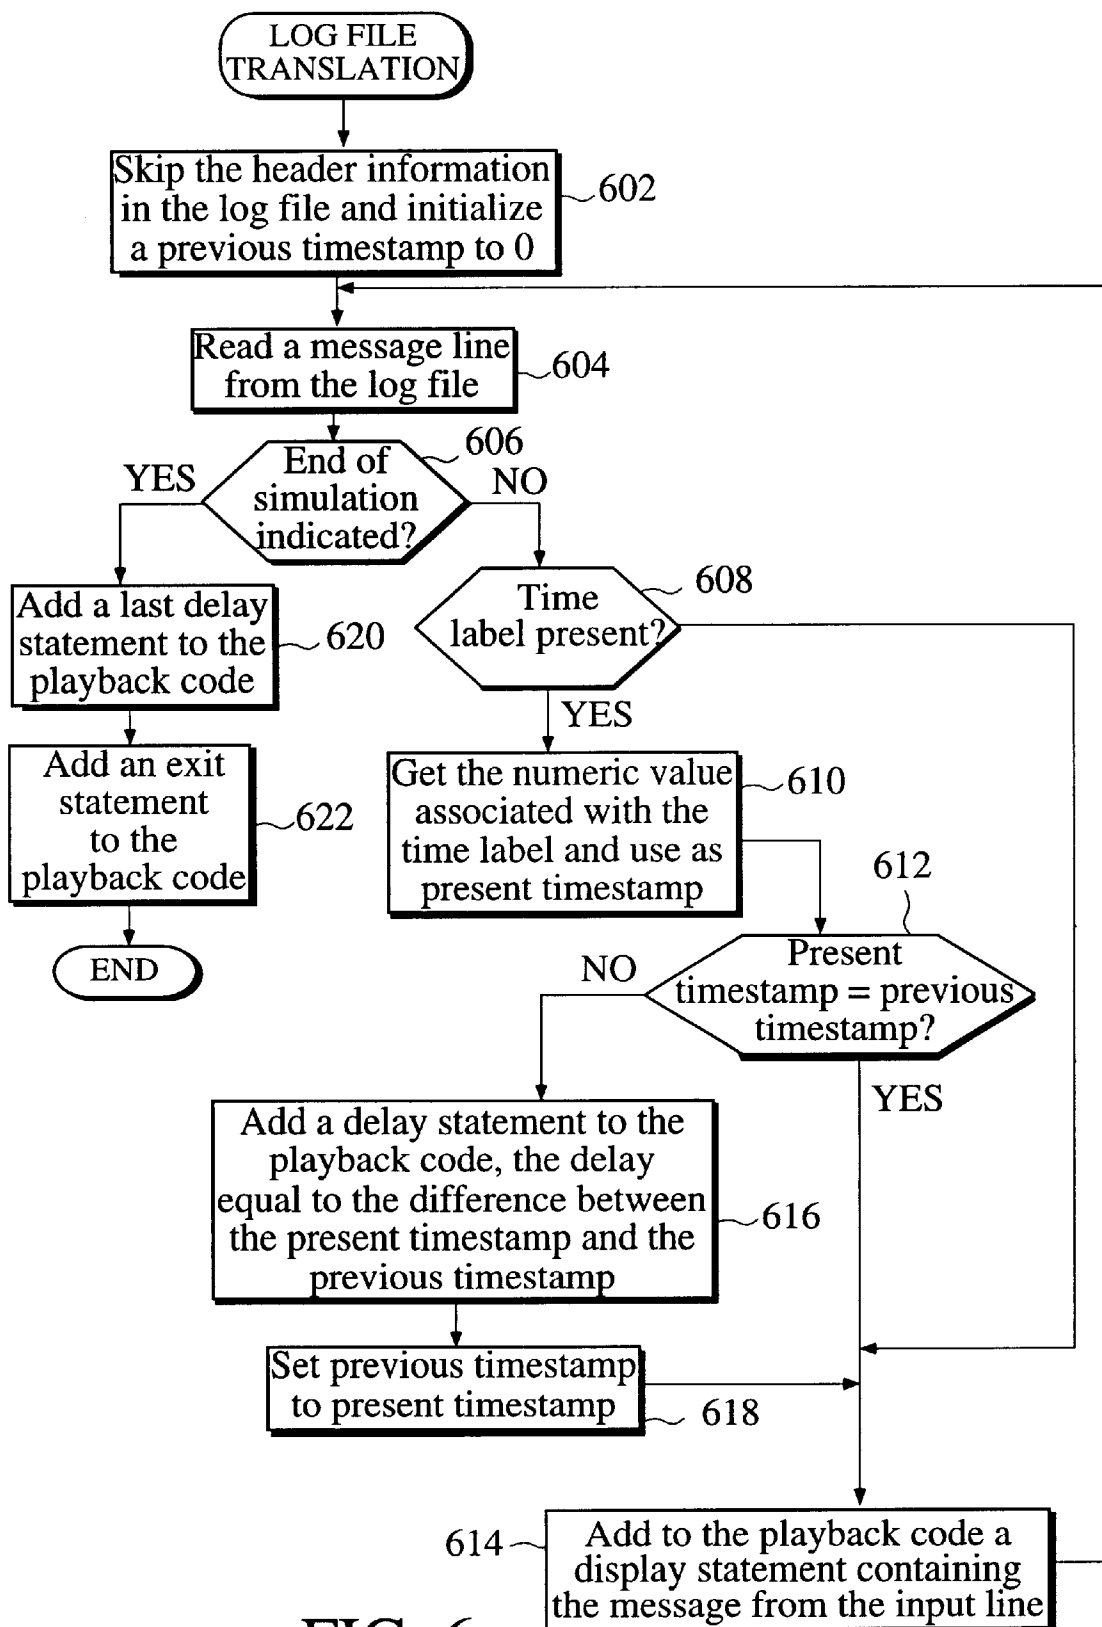 LOG FILE
TRANSLATION
Skip the header information
in the log file and initialize
a previous timestamp to 0
602
Read a message line
from the log file
604
606
End of
simulation
indicated?
YES
NO
608
Time
label present?
Add a last delay
statement to the
playback code
620
YES
Add an exit
statement
to the
playback code
622
Get the numeric value
associated with the
time label and use as
present timestamp
610
612
END
NO
Present
timestamp = previous
timestamp?
YES
Add a delay statement to the
playback code, the delay
equal to the difference between
the present timestamp and the
previous timestamp
616
Set previous timestamp
to present timestamp
618
614
Add to the playback code a
display statement containing
the message from the input line
FIG. 6